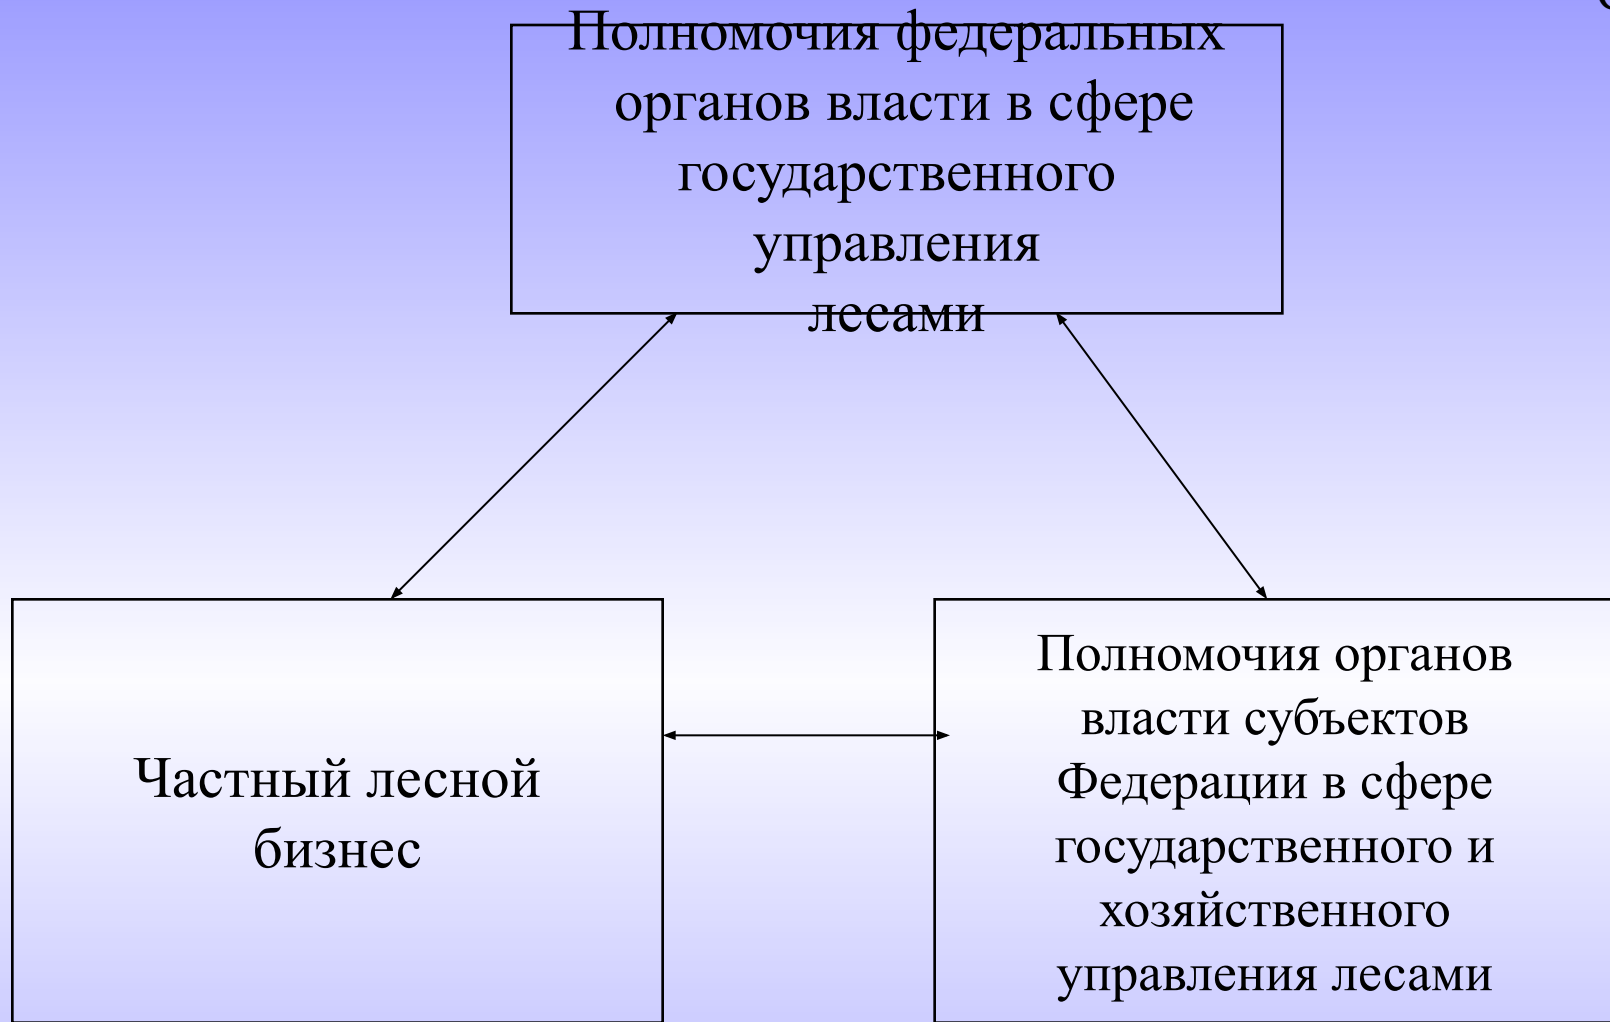 Полномочия федеральных
органов власти в сфере
государственного
управления
лесами
Частный лесной
бизнес
Полномочия органов
власти субъектов
Федерации в сфере
государственного и
хозяйственного
управления лесами